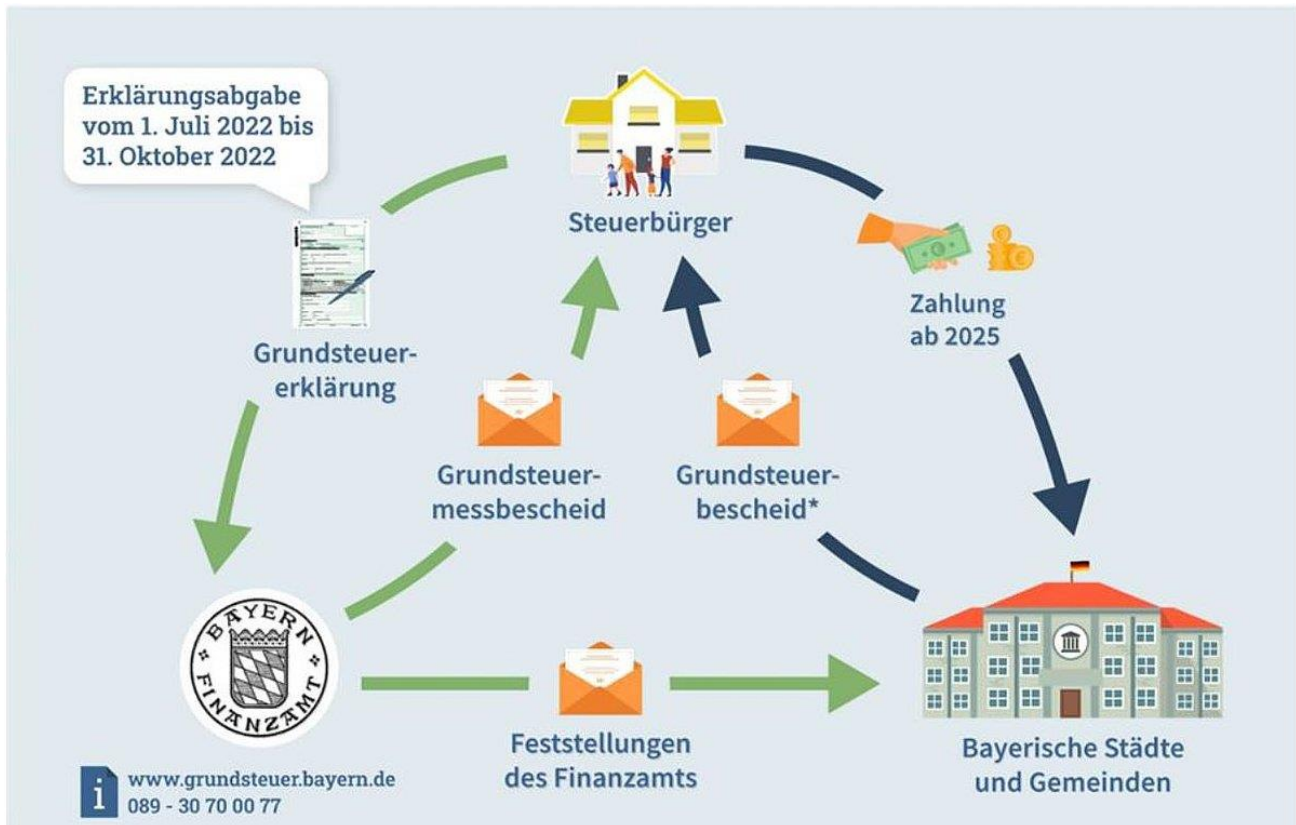 Erklärungsabgabe
vom 1. Juli 2022 bis
31. Oktober 2022
Steuerbürger
Zahlung
ab 2025
Grundsteuer-
erklärung
Grundsteuer-
messbescheid
Grundsteuer-
bescheid*
BAYERN
FINANZAMT
Feststellungen
des Finanzamts
Bayerische Städte
und Gemeinden
i www.grundsteuer.bayern.de
089 - 30 70 00 77